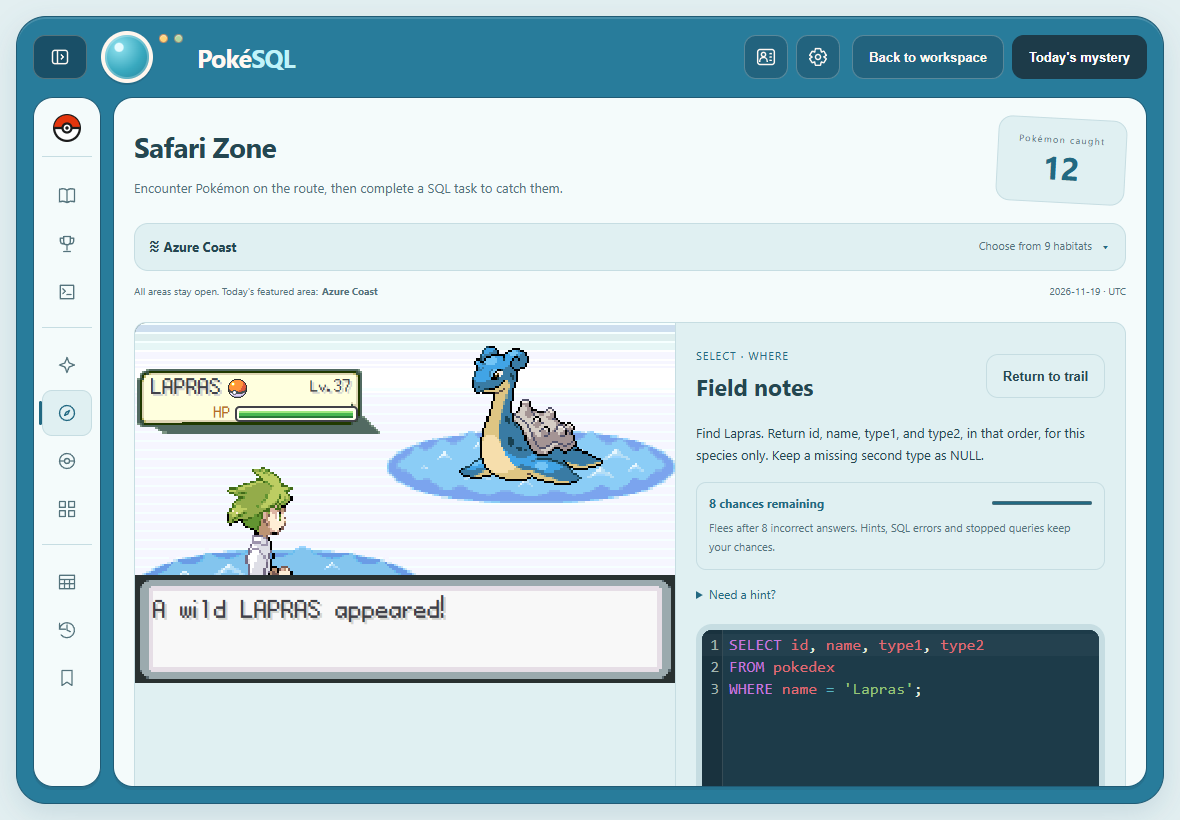 PokéSQL
Back to workspace
Today's mystery
Safari Zone
Encounter Pokémon on the route, then complete a SQL task to catch them.
Pokémon caught
12
Azure Coast
Choose from 9 habitats
All areas stay open. Today's featured area: Azure Coast
2026-11-19 · UTC
LAPRAS
Lv.37
HP
A wild LAPRAS appeared!
SELECT · WHERE
Field notes
Return to trail
Find Lapras. Return id, name, type1, and type2, in that order, for this
species only. Keep a missing second type as NULL.
8 chances remaining
Flees after 8 incorrect answers. Hints, SQL errors and stopped queries keep
your chances.
Need a hint?
1 SELECT id, name, type1, type2
2 FROM pokedex
3 WHERE name = 'Lapras';